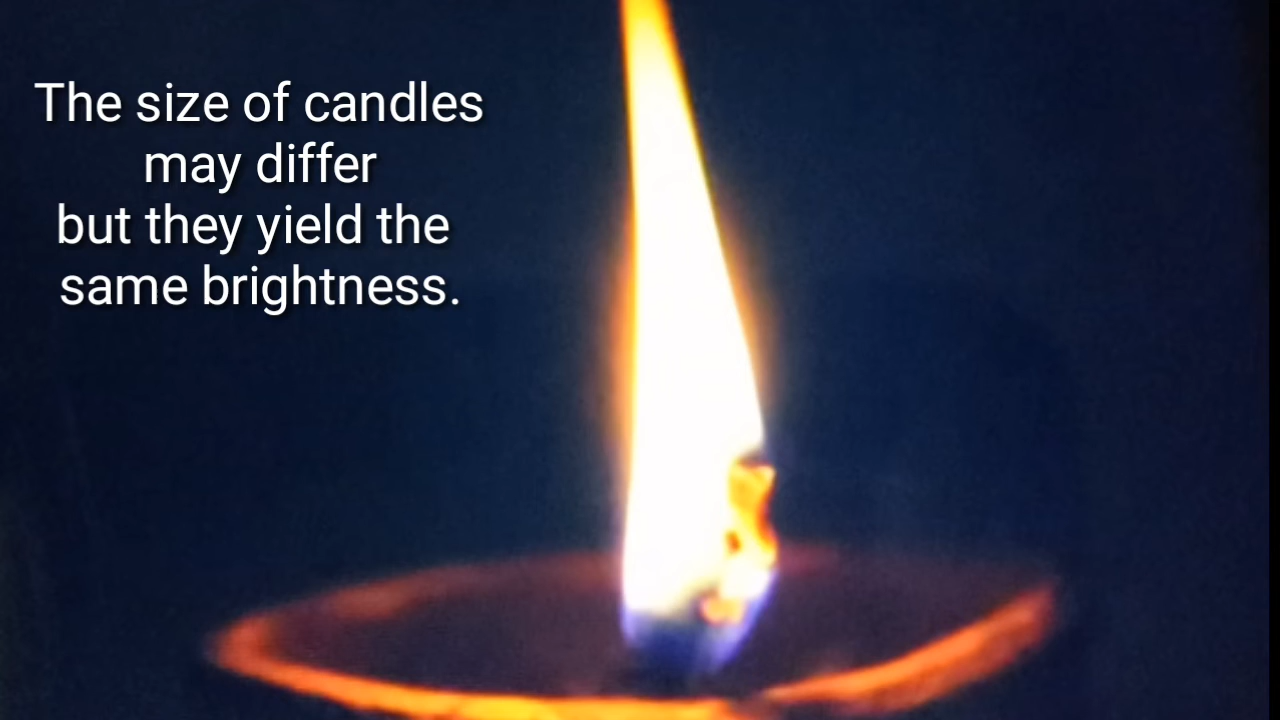 The size of candles
may differ
but they yield the
same brightness.